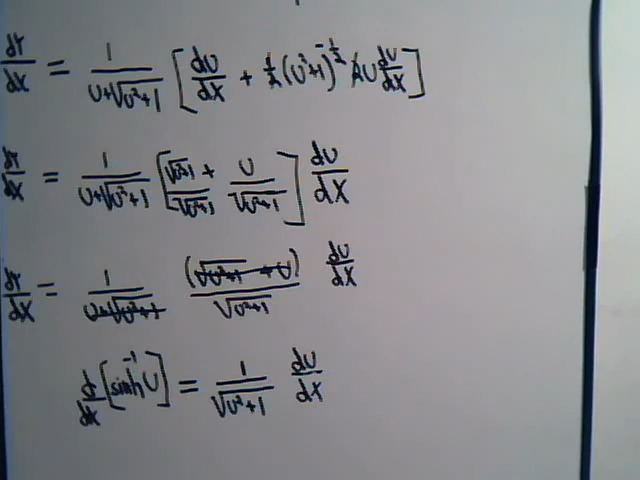 dy/dx = 1/(u+√(u²+1)) [du/dx + 1/2 (u²+1)^(-1/2) 2u du/dx]
dy/dx = 1/(u+√(u²+1)) [√(u²+1)/√(u²+1) + u/√(u²+1)] du/dx
dy/dx = 1/(u+√(u²+1)) (√(u²+1) + u)/√(u²+1) du/dx
d/dx [sinh⁻¹ u] = 1/√(u²+1) du/dx